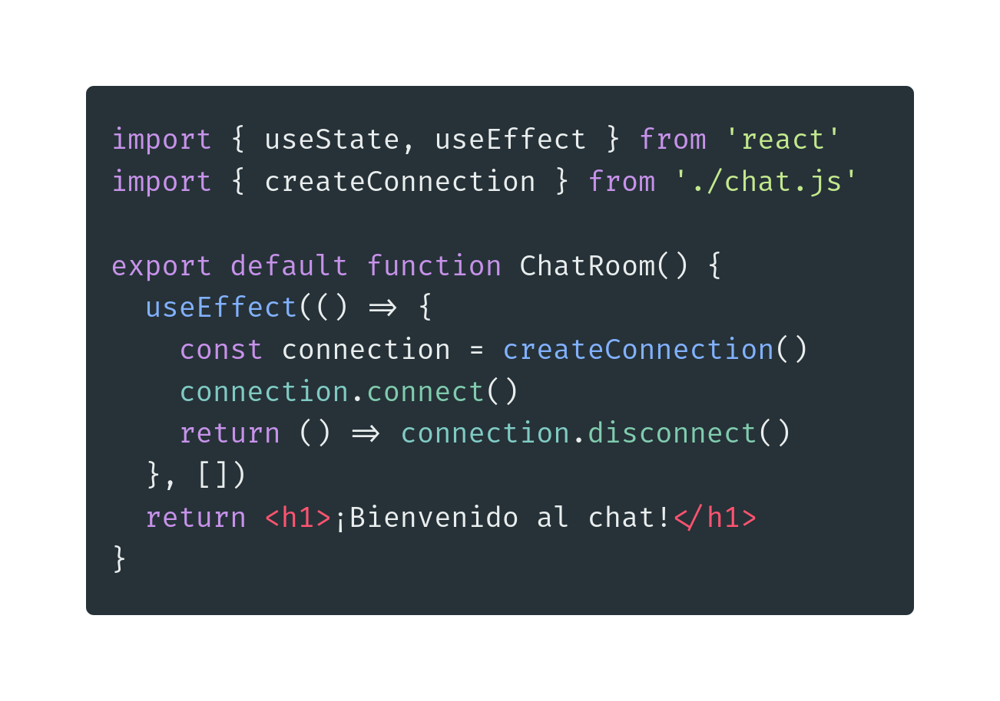 import { useState, useEffect } from 'react'
import { createConnection } from './chat.js'

export default function ChatRoom() {
  useEffect(() => {
    const connection = createConnection()
    connection.connect()
    return () => connection.disconnect()
  }, [])
  return <h1>¡Bienvenido al chat!</h1>
}